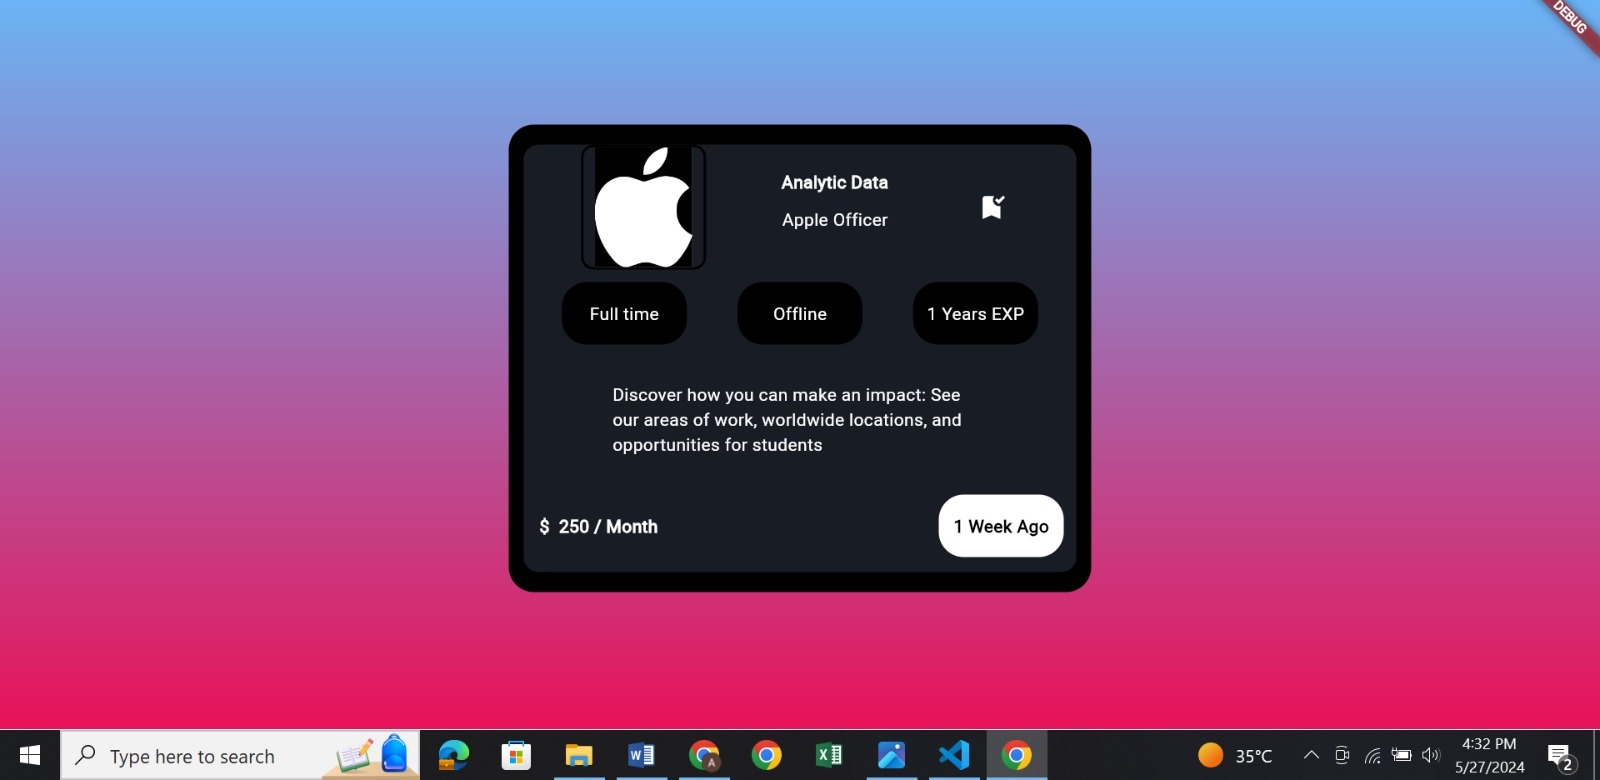 DEBUG
Analytic Data
Apple Officer
Full time
Offline
1 Years EXP
Discover how you can make an impact: See
our areas of work, worldwide locations, and
opportunities for students
$ 250 / Month
1 Week Ago
Type here to search
W
A
X
35°C
4:32 PM
5/27/2024
2